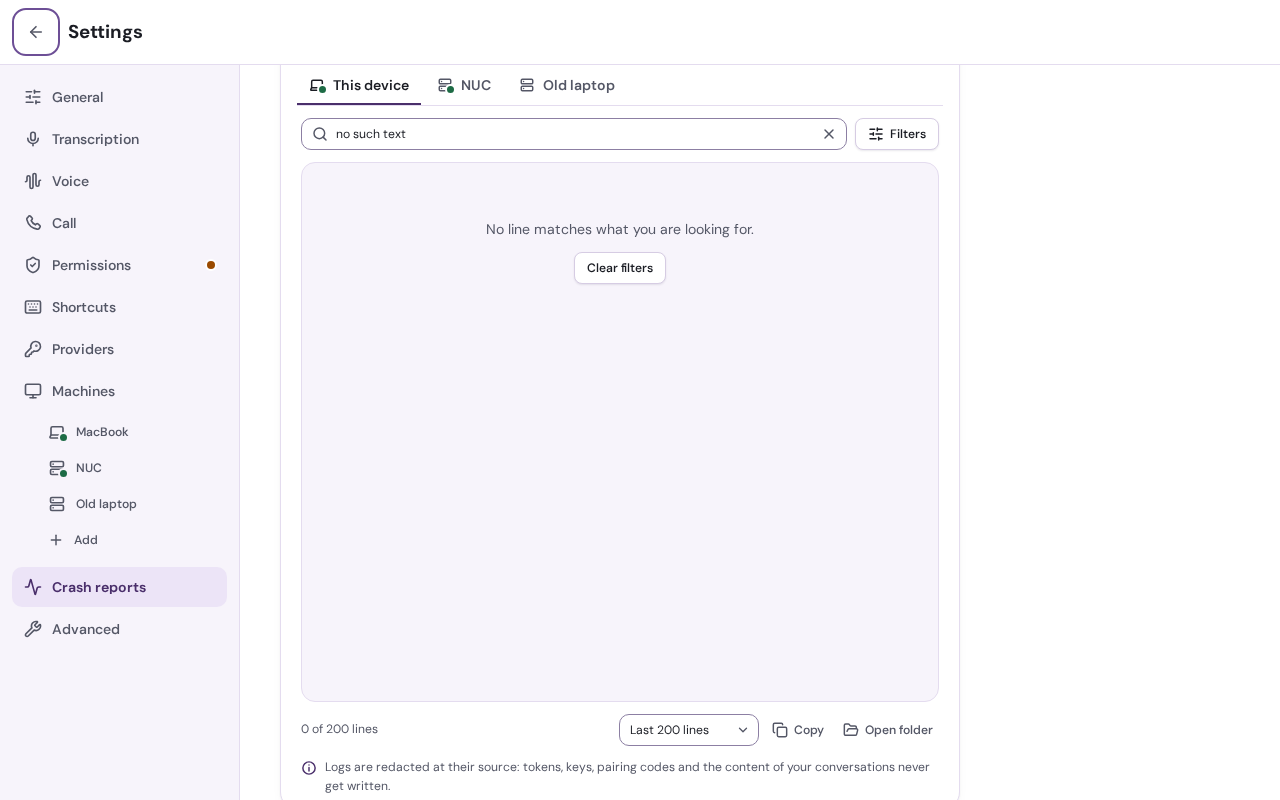 Settings
General
Transcription
Voice
Call
Permissions
Shortcuts
Providers
Machines
MacBook
NUC
Old laptop
Add
Crash reports
Advanced
This device
NUC
Old laptop
no such text
Filters
No line matches what you are looking for.
Clear filters
0 of 200 lines
Last 200 lines
Copy
Open folder
Logs are redacted at their source: tokens, keys, pairing codes and the content of your conversations never
get written.